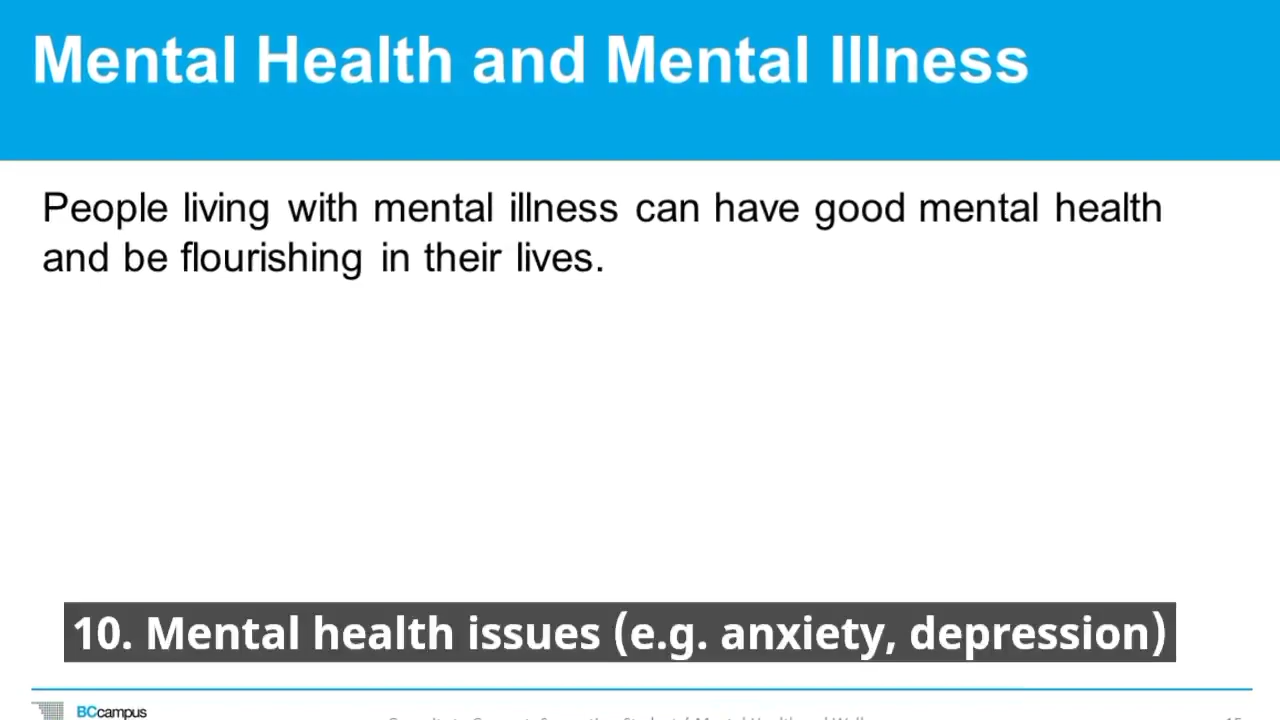 Mental Health and Mental Illness
People living with mental illness can have good mental health
and be flourishing in their lives.
10. Mental health issues (e.g. anxiety, depression)
BCcampus